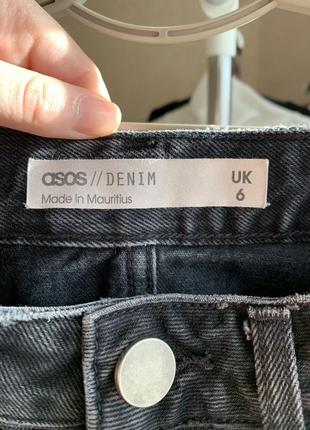 asos // DENIM UK
Made in Mauritius 6